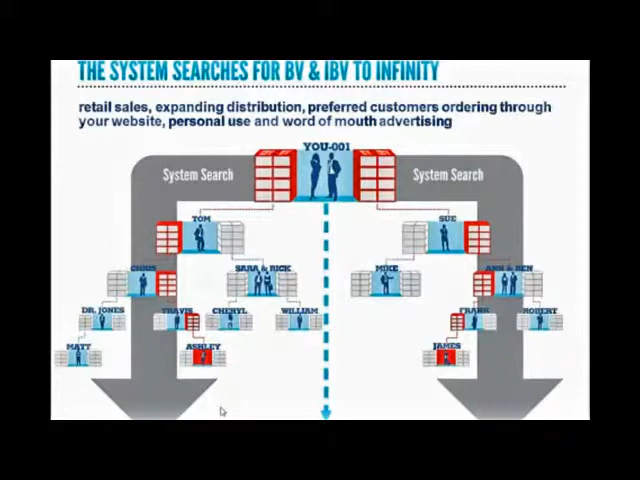 THE SYSTEM SEARCHES FOR BV & IBV TO INFINITY
retail sales, expanding distribution, preferred customers ordering through
your website, personal use and word of mouth advertising
YOU-001
System Search
System Search
TOM
SUE
CHRIS
SARA & RICK
MIKE
ANN & BEN
DR. JONES
TRAVIS
CHERYL
WILLIAM
FRANK
ROBERT
MATT
ASHLEY
JAMES